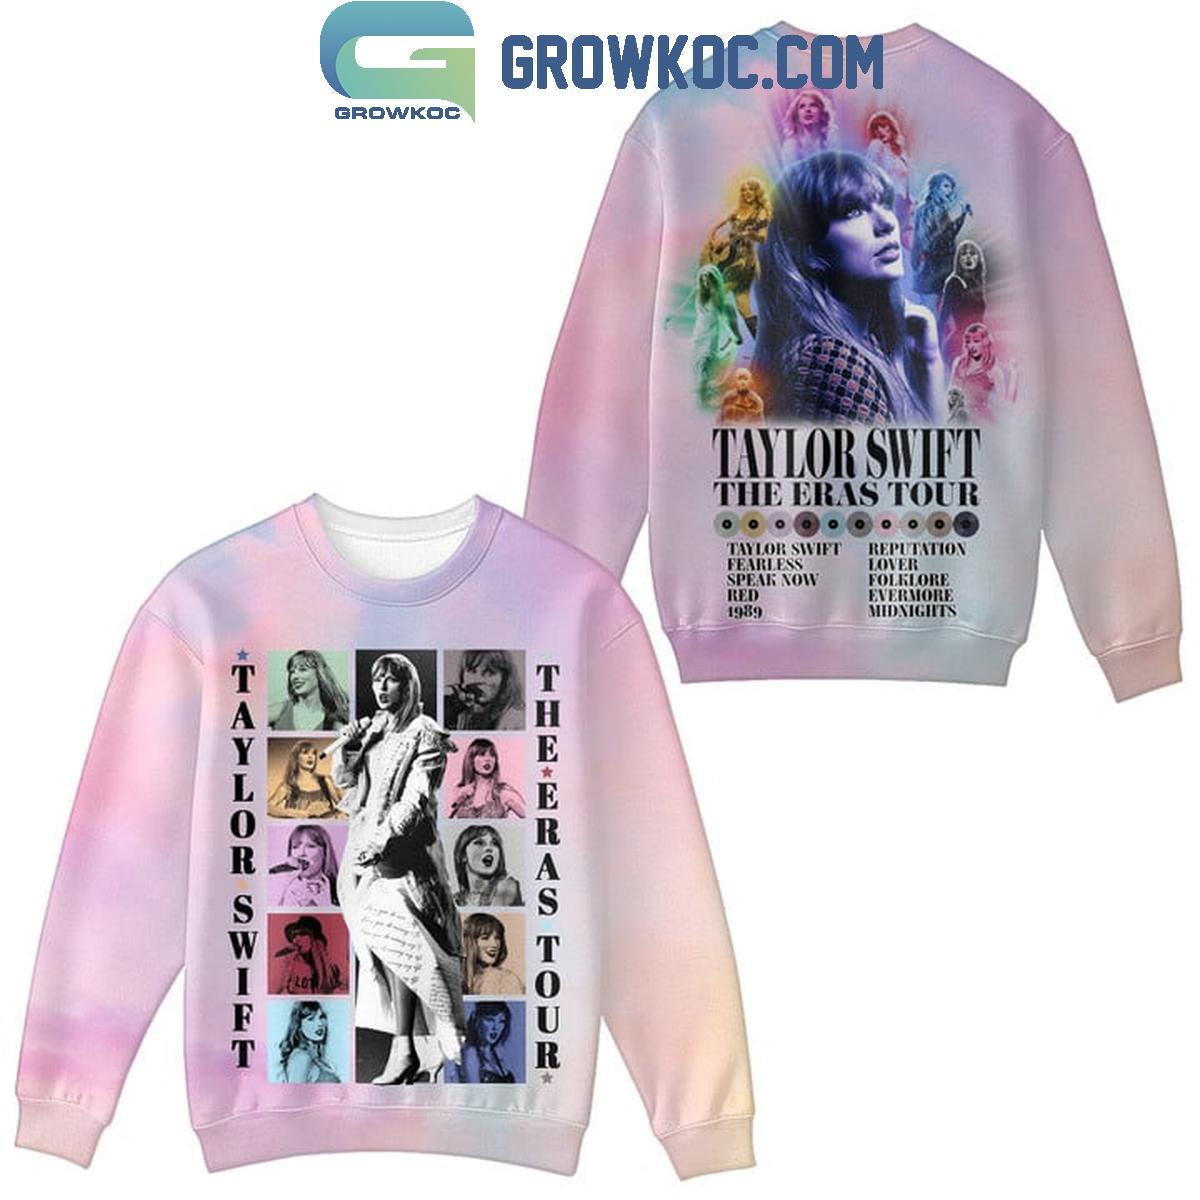 GROWKOC
GROWKOC.COM
TAYLOR SWIFT
THE ERAS TOUR
TAYLOR SWIFT
FEARLESS
SPEAK NOW
RED
1989
REPUTATION
LOVER
FOLKLORE
EVERMORE
MIDNIGHTS
TAYLOR SWIFT
THE ERAS TOUR